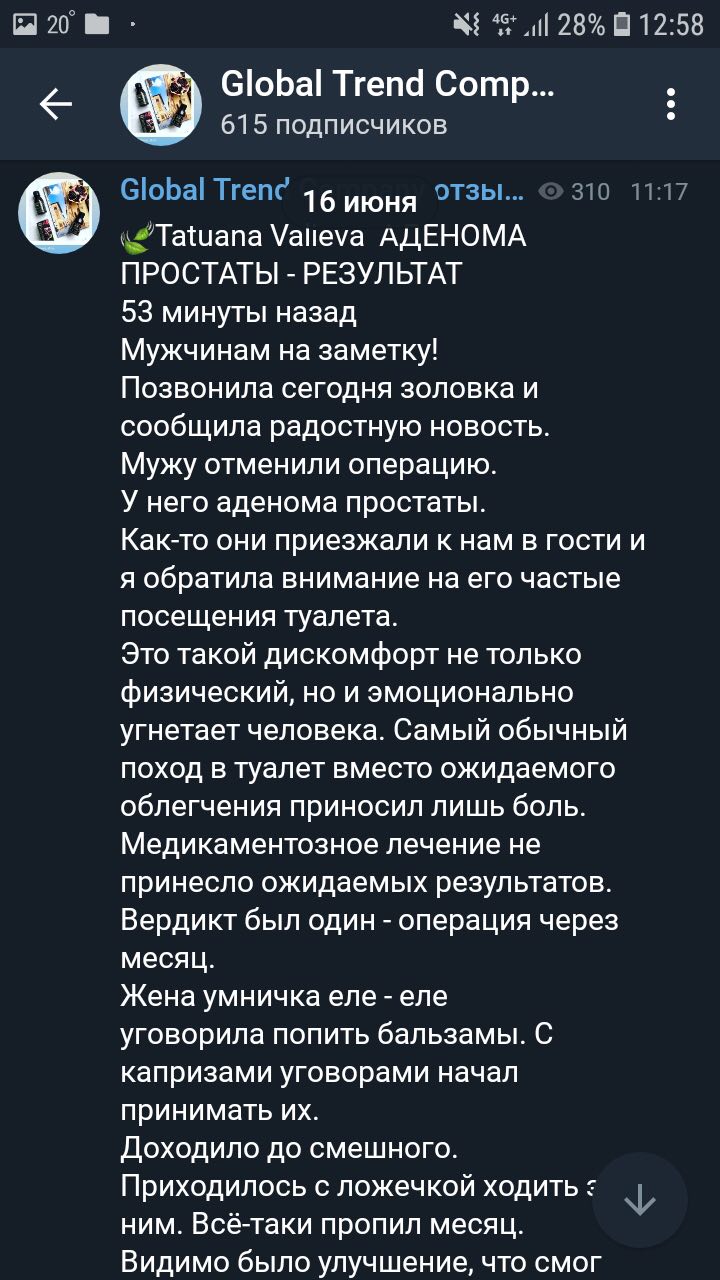 20°
4G+ 28% 12:58
Global Trend Comp...
615 подписчиков
Global Trend отзы... 310 11:17
16 июня
Tatuana Valieva АДЕНОМА
ПРОСТАТЫ - РЕЗУЛЬТАТ
53 минуты назад
Мужчинам на заметку!
Позвонила сегодня золовка и
сообщила радостную новость.
Мужу отменили операцию.
У него аденома простаты.
Как-то они приезжали к нам в гости и
я обратила внимание на его частые
посещения туалета.
Это такой дискомфорт не только
физический, но и эмоционально
угнетает человека. Самый обычный
поход в туалет вместо ожидаемого
облегчения приносил лишь боль.
Медикаментозное лечение не
принесло ожидаемых результатов.
Вердикт был один - операция через
месяц.
Жена умничка еле - еле
уговорила попить бальзамы. С
капризами уговорами начал
принимать их.
Доходило до смешного.
Приходилось с ложечкой ходить
ним. Всё-таки пропил месяц.
Видимо было улучшение, что смог